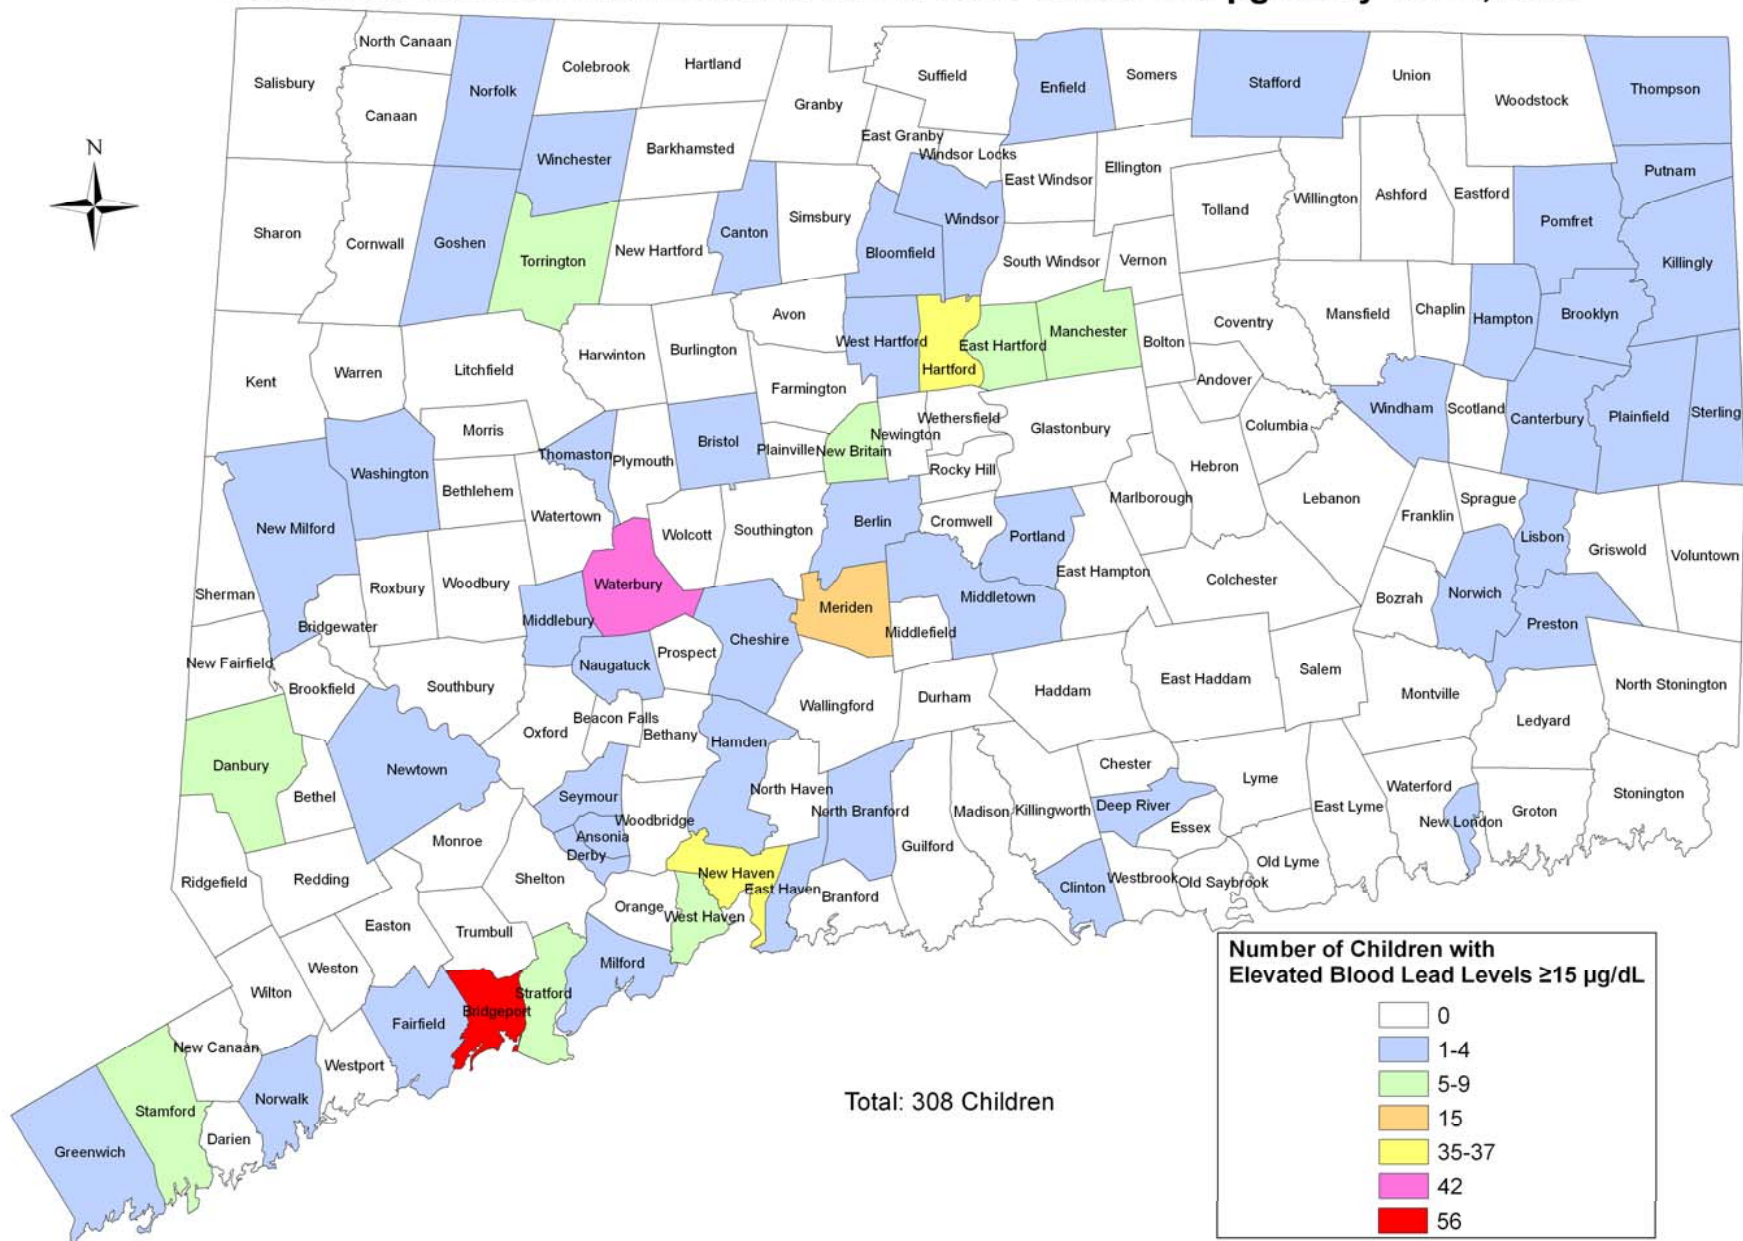 North Canaan
Colebrook
Hartland
Salisbury
Norfolk
Canaan
Granby
Suffield
Enfield
Somers
Stafford
Union
Woodstock
Thompson
East Granby
Windsor Locks
Winchester
Barkhamsted
East Windsor
Ellington
Putnam
N
Sharon
Cornwall
Goshen
Torrington
New Hartford
Canton
Simsbury
Bloomfield
Windsor
South Windsor
Vernon
Tolland
Willington
Ashford
Eastford
Pomfret
Killingly
Kent
Warren
Litchfield
Harwinton
Burlington
Avon
West Hartford
Hartford
East Hartford
Manchester
Bolton
Coventry
Mansfield
Chaplin
Hampton
Brooklyn
Farmington
Andover
Morris
Bristol
Plainville
New Britain
Newington
Wethersfield
Glastonbury
Columbia
Windham
Scotland
Canterbury
Plainfield
Sterling
Washington
Bethlehem
Thomaston
Plymouth
Rocky Hill
Hebron
Marlborough
Lebanon
Sprague
Franklin
New Milford
Watertown
Wolcott
Southington
Berlin
Cromwell
Portland
Lisbon
Griswold
Voluntown
Sherman
Roxbury
Woodbury
Waterbury
Meriden
Middletown
East Hampton
Colchester
Bozrah
Norwich
Preston
Bridgewater
Middlebury
Cheshire
Middlefield
New Fairfield
Brookfield
Southbury
Naugatuck
Prospect
Wallingford
Durham
Haddam
East Haddam
Salem
Montville
Ledyard
North Stonington
Danbury
Bethel
Newtown
Oxford
Beacon Falls
Bethany
Hamden
North Haven
North Branford
Guilford
Madison
Killingworth
Chester
Deep River
Essex
Lyme
East Lyme
Waterford
New London
Groton
Stonington
Seymour
Woodbridge
Ansonia
Derby
Monroe
Shelton
Ridgefield
Redding
New Haven
East Haven
Branford
Clinton
Westbrook
Old Saybrook
Old Lyme
Easton
Trumbull
Orange
West Haven
Weston
Wilton
Milford
Stratford
Bridgeport
Fairfield
New Canaan
Westport
Norwalk
Stamford
Darien
Greenwich
Total: 308 Children
Number of Children with
Elevated Blood Lead Levels ≥15 µg/dL
0
1-4
5-9
15
35-37
42
56